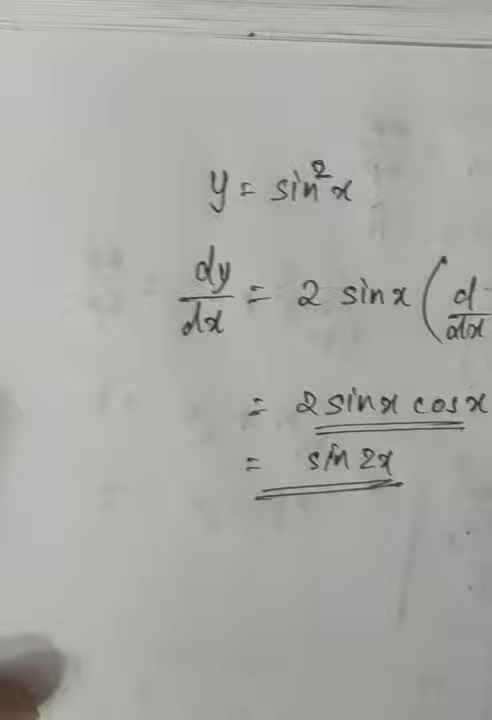 y = sin²x
dy/dx = 2 sinx (d/dx
= 2 sinx cosx
= sin 2x